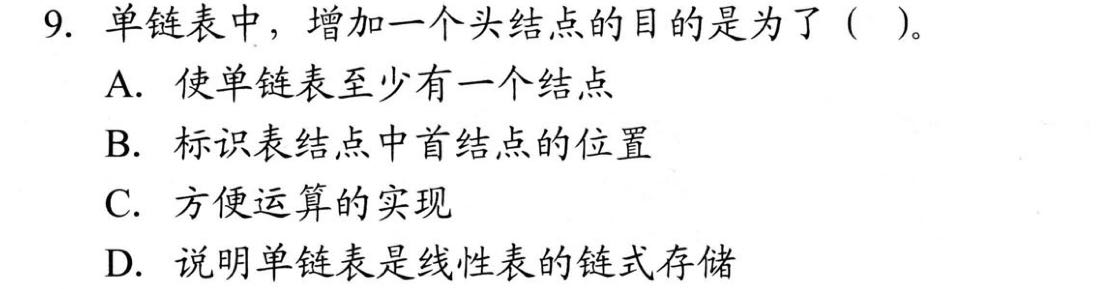 9. 单链表中，增加一个头结点的目的是为了（ ）。
A. 使单链表至少有一个结点
B. 标识表结点中首结点的位置
C. 方便运算的实现
D. 说明单链表是线性表的链式存储